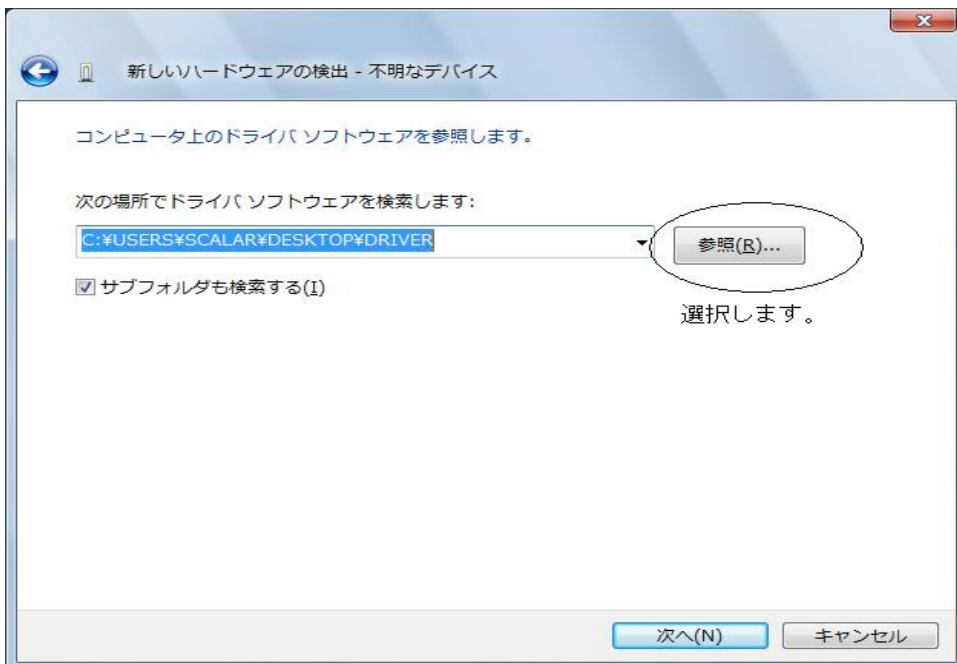 新しいハードウェアの検出 - 不明なデバイス
コンピュータ上のドライバ ソフトウェアを参照します。
次の場所でドライバ ソフトウェアを検索します:
C:¥USERS¥SCALAR¥DESKTOP¥DRIVER
参照(R)...
サブフォルダも検索する(I)
選択します。
次へ(N)
キャンセル